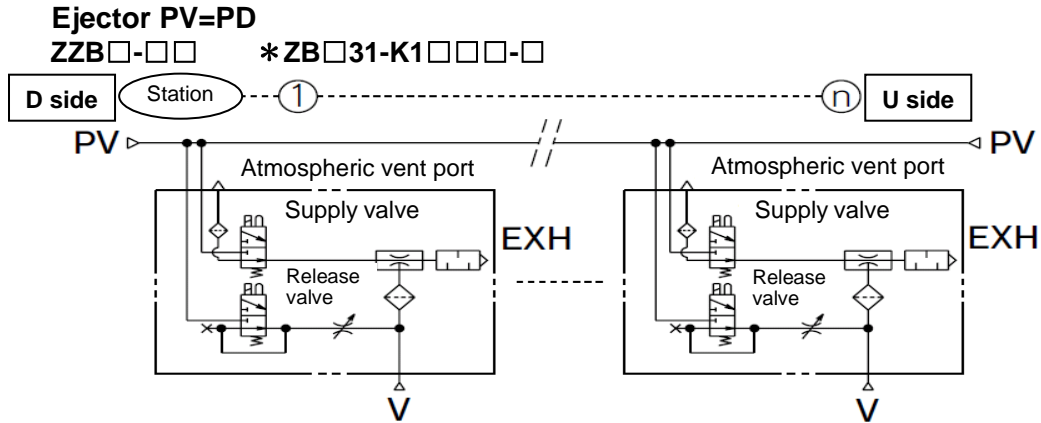 Ejector PV=PD
ZZB□-□□ *ZB□31-K1□□□-□
D side Station 1 n U side
PV PV
Atmospheric vent port Atmospheric vent port
Supply valve Supply valve
EXH EXH
Release Release
valve valve
V V